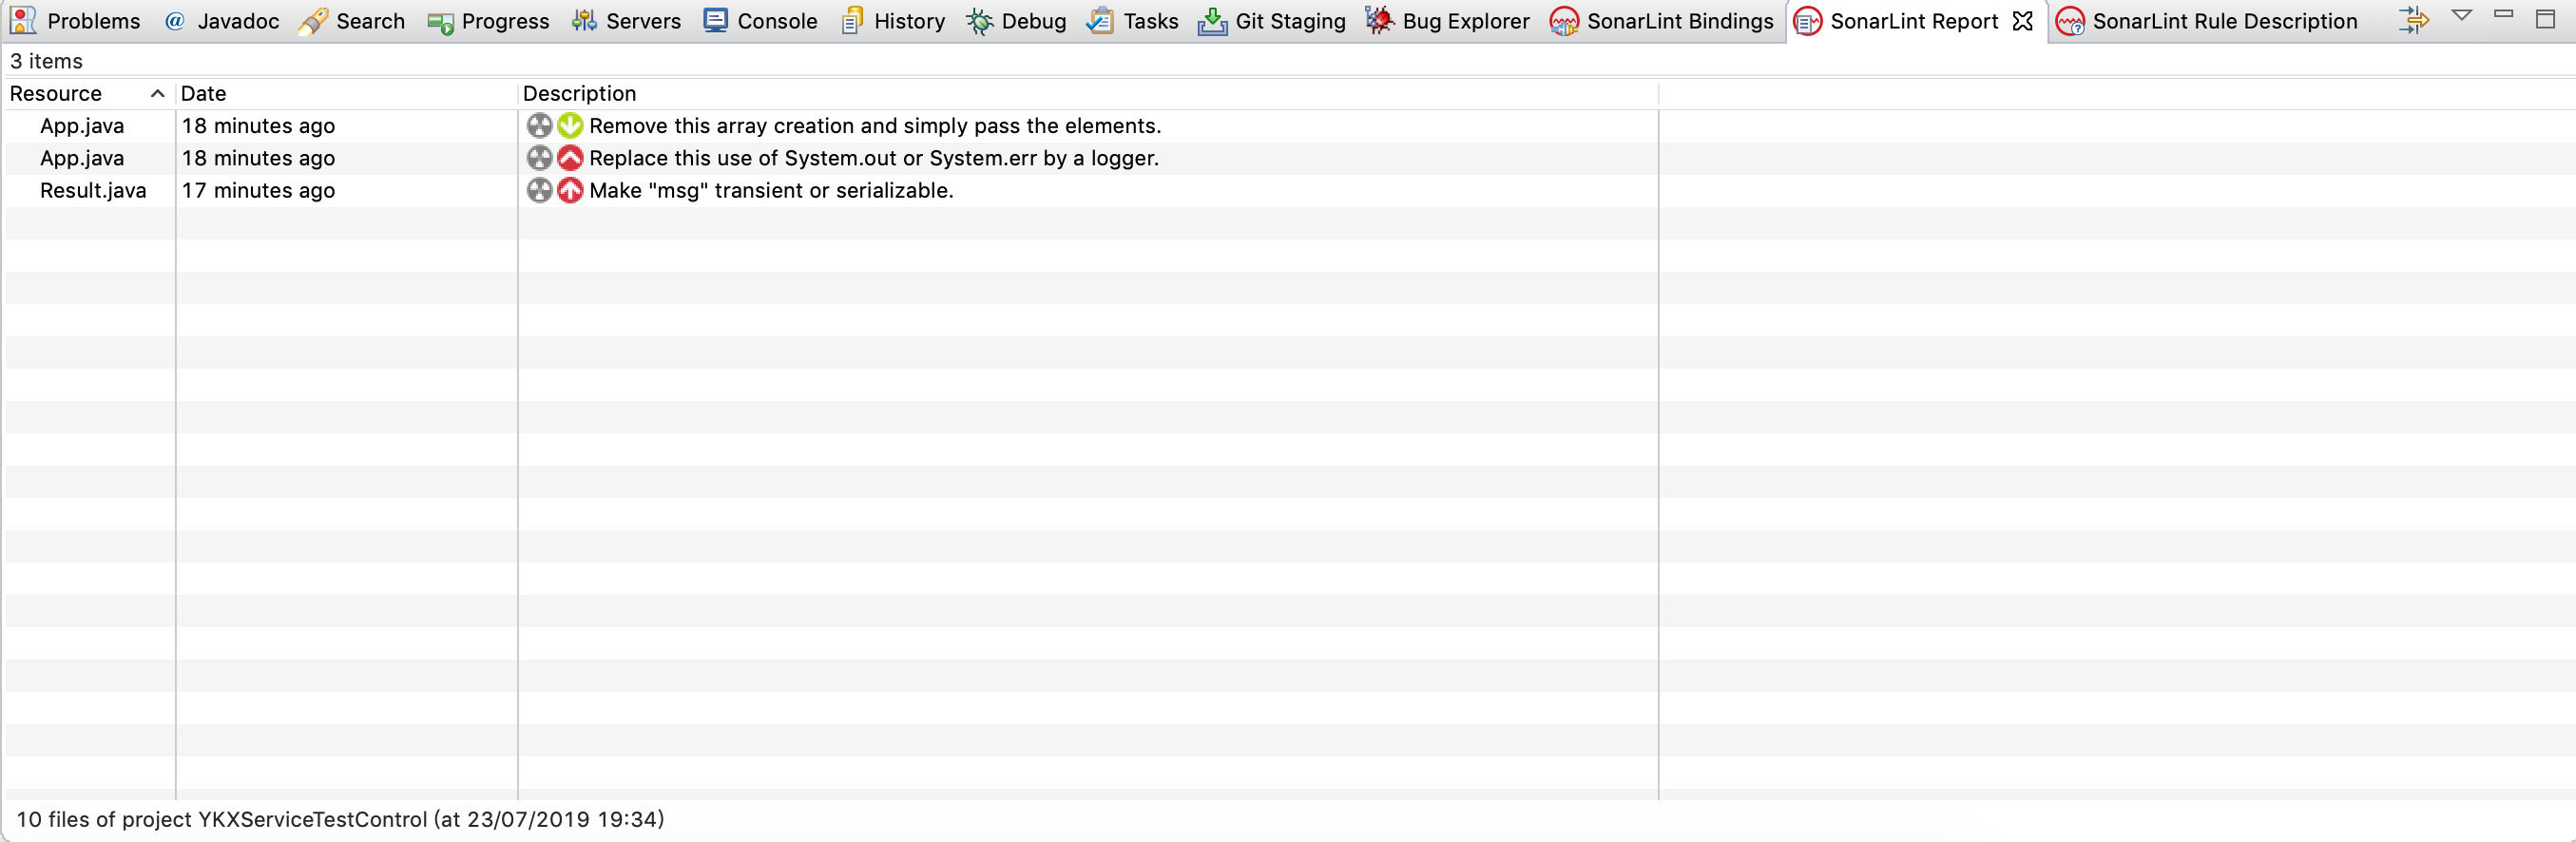 Problems @ Javadoc Search Progress Servers Console History Debug Tasks Git Staging Bug Explorer SonarLint Bindings SonarLint Report SonarLint Rule Description
3 items
Resource Date Description
App.java 18 minutes ago Remove this array creation and simply pass the elements.
App.java 18 minutes ago Replace this use of System.out or System.err by a logger.
Result.java 17 minutes ago Make "msg" transient or serializable.
10 files of project YKXServiceTestControl (at 23/07/2019 19:34)